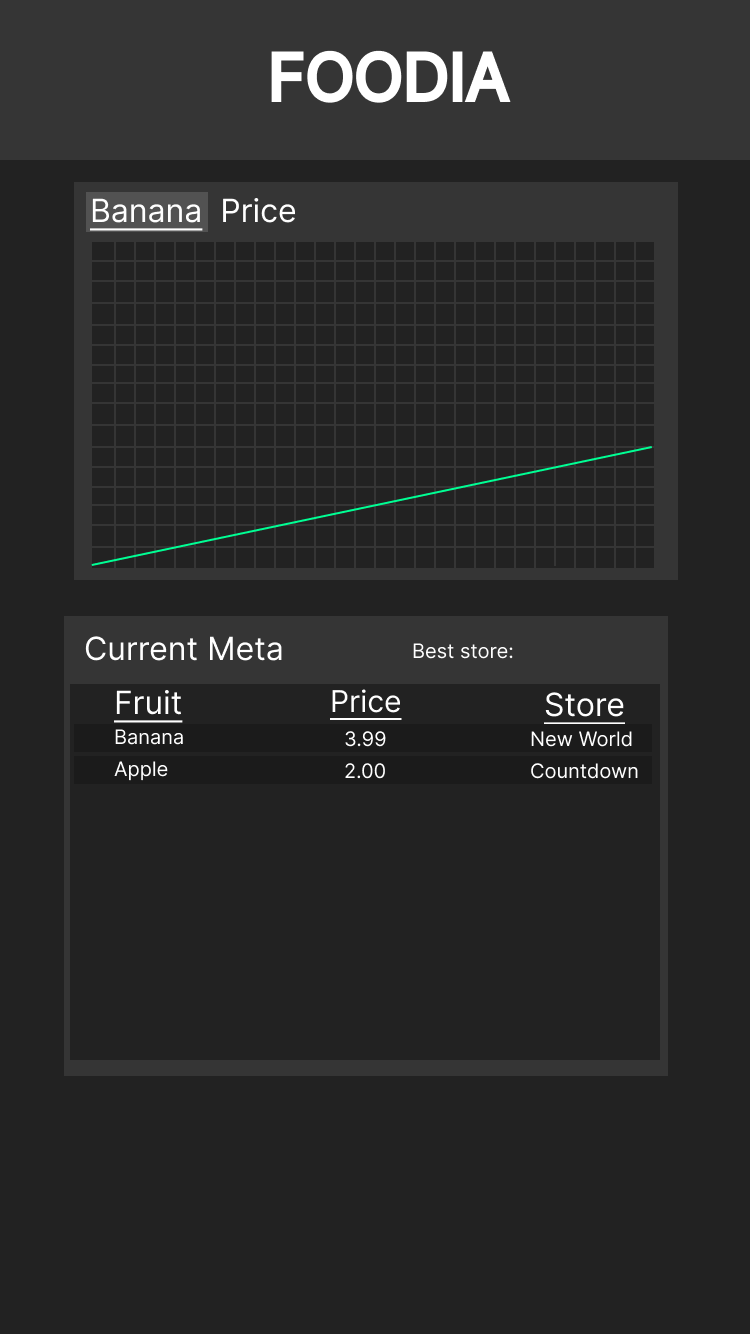 FOODIA
Banana Price
Current Meta Best store:
Fruit Price Store
Banana 3.99 New World
Apple 2.00 Countdown